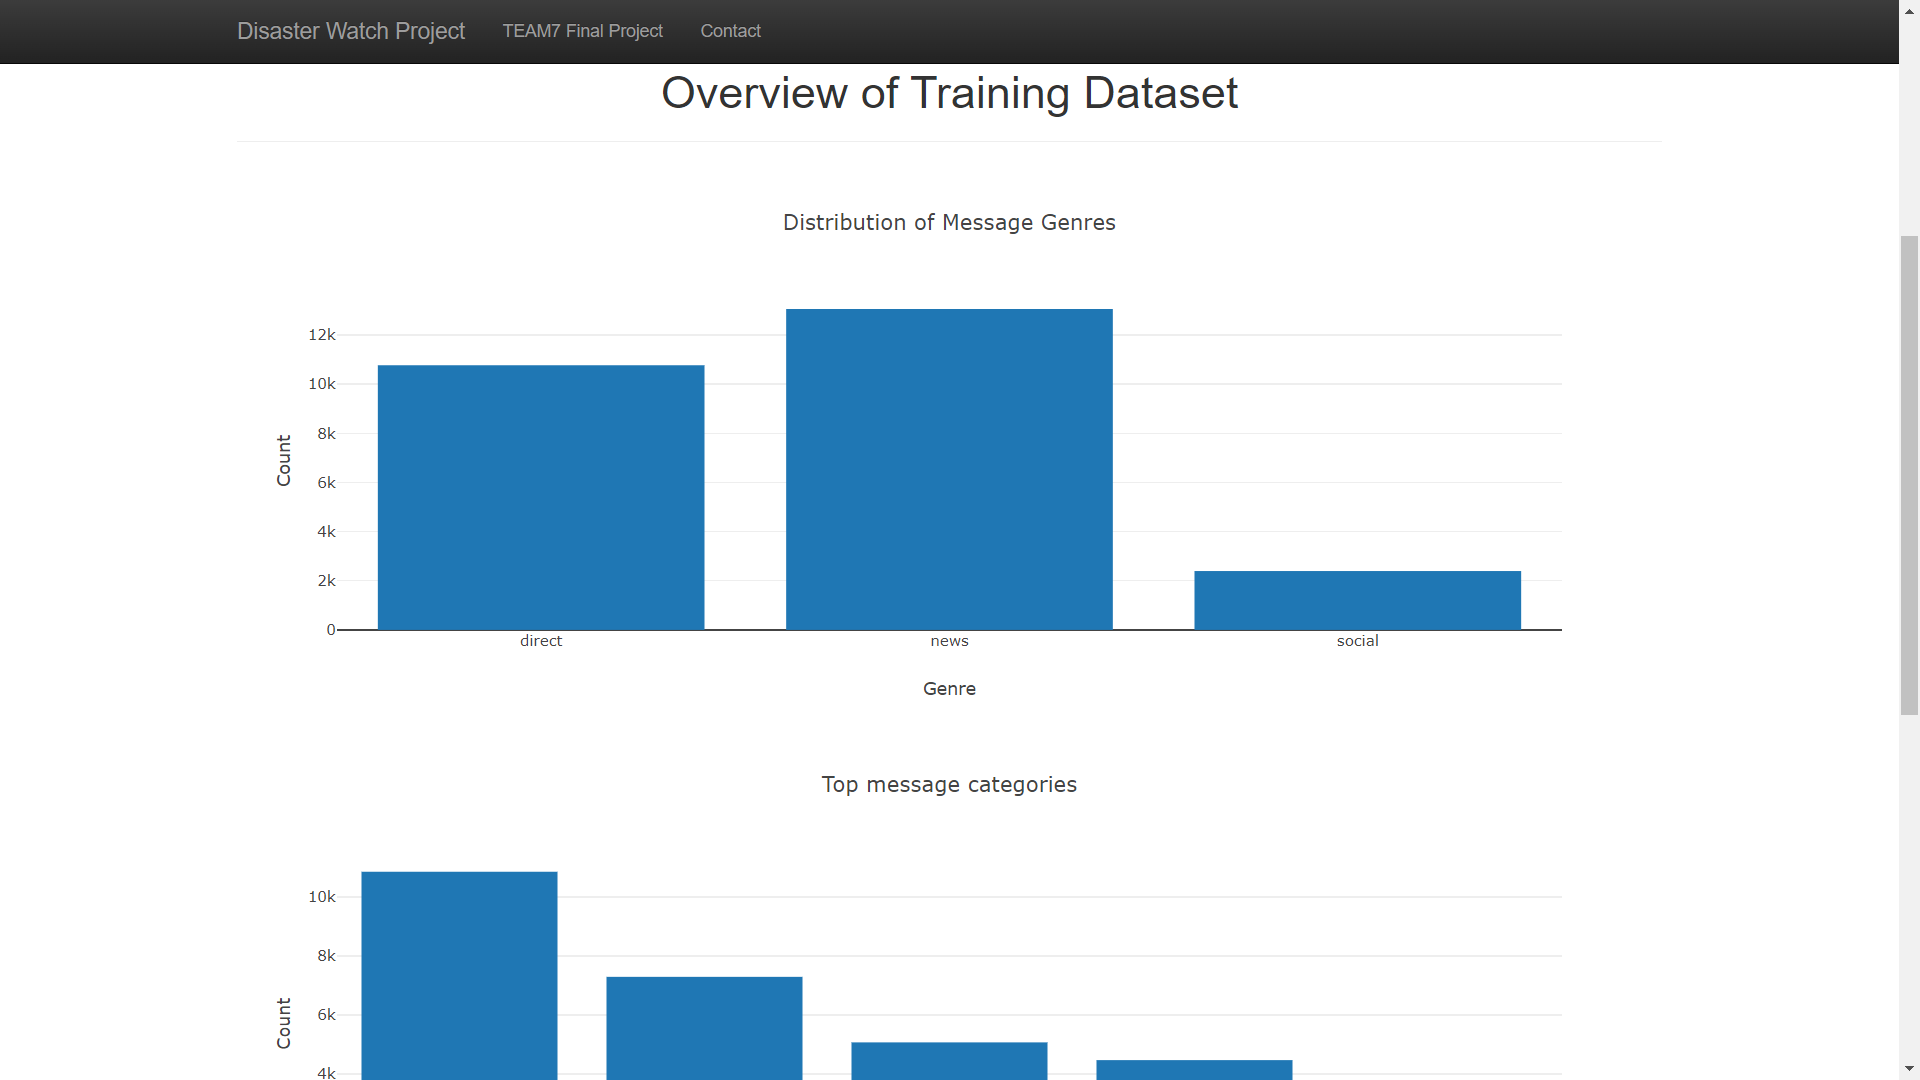 Disaster Watch Project TEAM7 Final Project Contact
Overview of Training Dataset
Distribution of Message Genres
12k
10k
8k
6k
4k
2k
0
Count
direct news social
Genre
Top message categories
10k
8k
6k
4k
Count